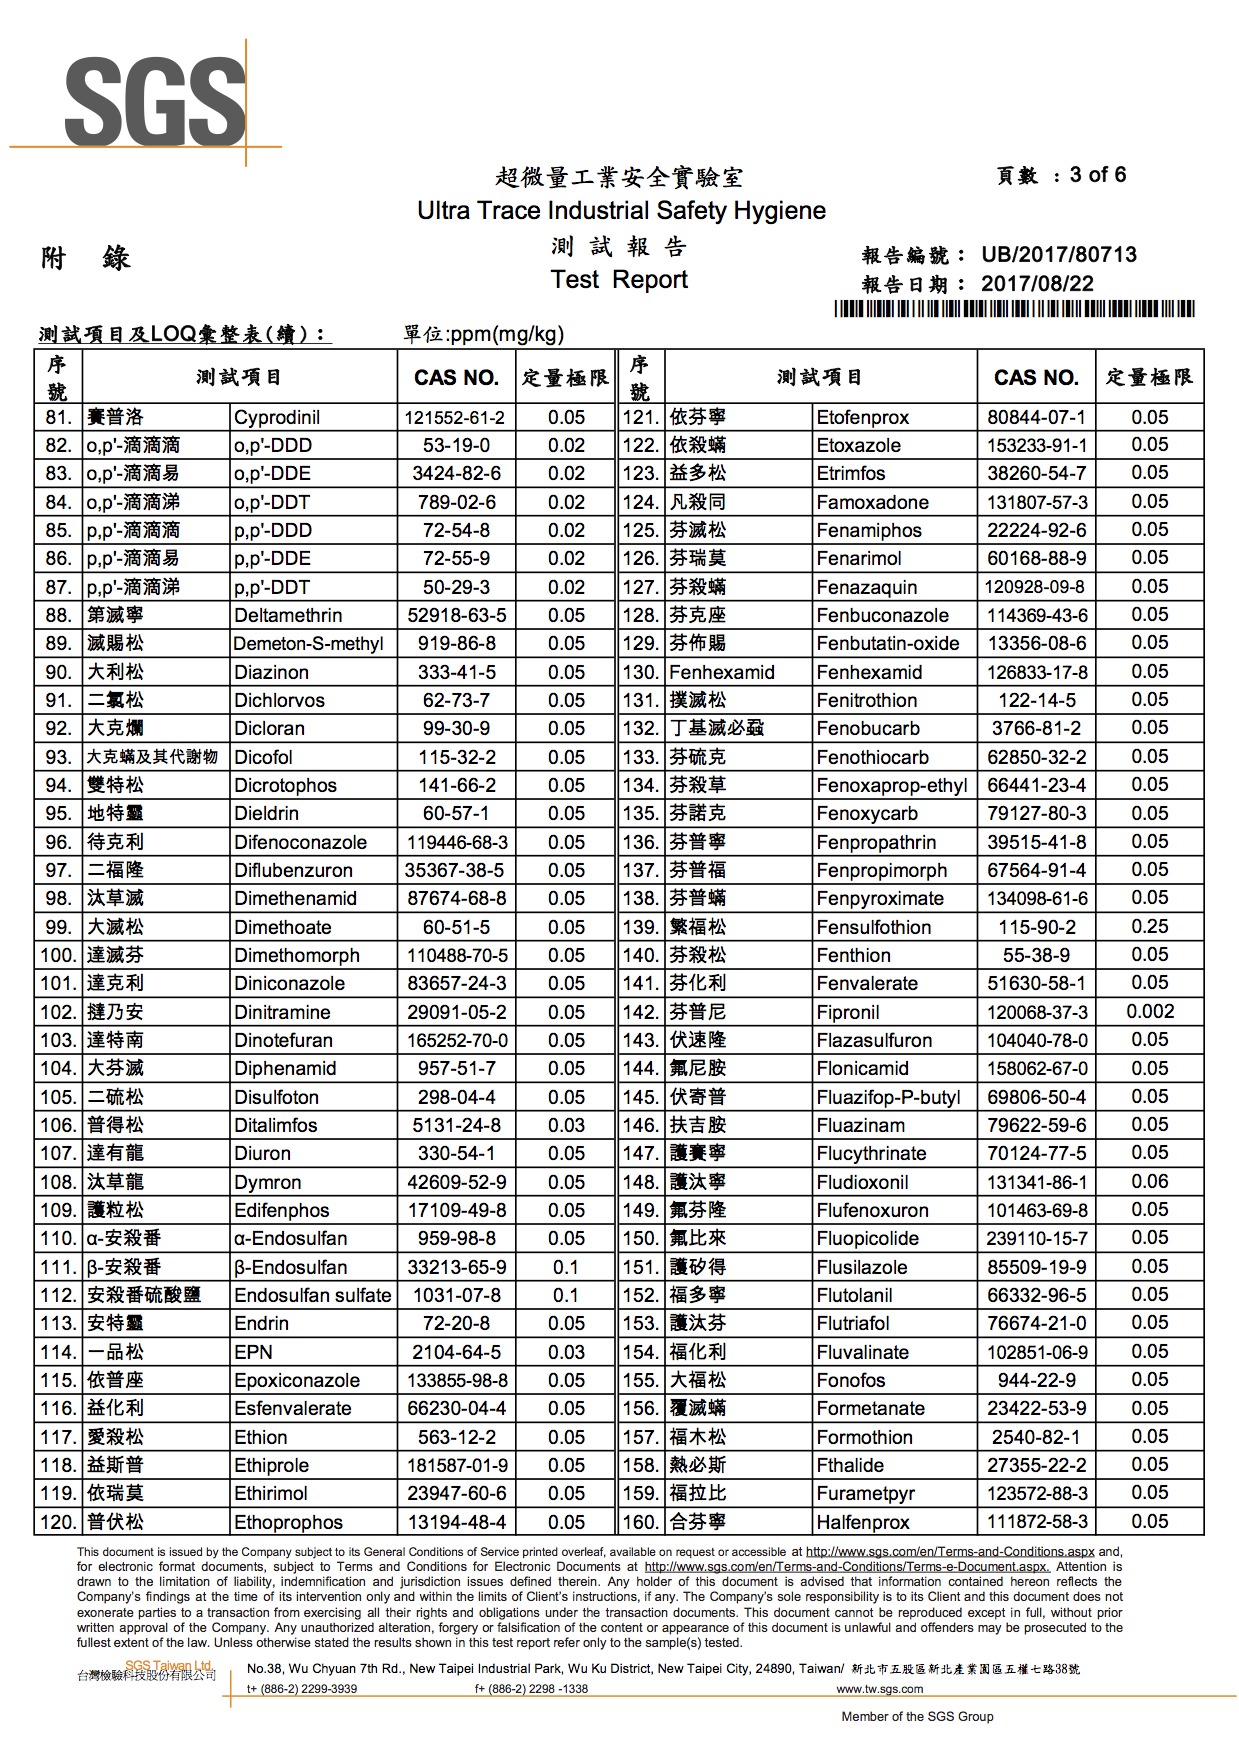 SGS
超微量工業安全實驗室
頁數 : 3 of 6
Ultra Trace Industrial Safety Hygiene
測 試 報 告
附 錄
報告編號： UB/2017/80713
Test Report
報告日期： 2017/08/22
測試項目及LOQ彙整表(續)：
單位:ppm(mg/kg)
序號 測試項目 CAS NO. 定量極限 序號 測試項目 CAS NO. 定量極限
81. 賽普洛 Cyprodinil 121552-61-2 0.05 121. 依芬寧 Etofenprox 80844-07-1 0.05
82. o,p'-滴滴滴 o,p'-DDD 53-19-0 0.02 122. 依殺蟎 Etoxazole 153233-91-1 0.05
83. o,p'-滴滴易 o,p'-DDE 3424-82-6 0.02 123. 益多松 Etrimfos 38260-54-7 0.05
84. o,p'-滴滴涕 o,p'-DDT 789-02-6 0.02 124. 凡殺同 Famoxadone 131807-57-3 0.05
85. p,p'-滴滴滴 p,p'-DDD 72-54-8 0.02 125. 芬滅松 Fenamiphos 22224-92-6 0.05
86. p,p'-滴滴易 p,p'-DDE 72-55-9 0.02 126. 芬瑞莫 Fenarimol 60168-88-9 0.05
87. p,p'-滴滴涕 p,p'-DDT 50-29-3 0.02 127. 芬殺蟎 Fenazaquin 120928-09-8 0.05
88. 第滅寧 Deltamethrin 52918-63-5 0.05 128. 芬克座 Fenbuconazole 114369-43-6 0.05
89. 滅賜松 Demeton-S-methyl 919-86-8 0.05 129. 芬佈賜 Fenbutatin-oxide 13356-08-6 0.05
90. 大利松 Diazinon 333-41-5 0.05 130. Fenhexamid Fenhexamid 126833-17-8 0.05
91. 二氯松 Dichlorvos 62-73-7 0.05 131. 撲滅松 Fenitrothion 122-14-5 0.05
92. 大克爛 Dicloran 99-30-9 0.05 132. 丁基滅必蝨 Fenobucarb 3766-81-2 0.05
93. 大克蟎及其代謝物 Dicofol 115-32-2 0.05 133. 芬硫克 Fenothiocarb 62850-32-2 0.05
94. 雙特松 Dicrotophos 141-66-2 0.05 134. 芬殺草 Fenoxaprop-ethyl 66441-23-4 0.05
95. 地特靈 Dieldrin 60-57-1 0.05 135. 芬諾克 Fenoxycarb 79127-80-3 0.05
96. 待克利 Difenoconazole 119446-68-3 0.05 136. 芬普寧 Fenpropathrin 39515-41-8 0.05
97. 二福隆 Diflubenzuron 35367-38-5 0.05 137. 芬普福 Fenpropimorph 67564-91-4 0.05
98. 汰草滅 Dimethenamid 87674-68-8 0.05 138. 芬普蟎 Fenpyroximate 134098-61-6 0.05
99. 大滅松 Dimethoate 60-51-5 0.05 139. 繁福松 Fensulfothion 115-90-2 0.25
100. 達滅芬 Dimethomorph 110488-70-5 0.05 140. 芬殺松 Fenthion 55-38-9 0.05
101. 達克利 Diniconazole 83657-24-3 0.05 141. 芬化利 Fenvalerate 51630-58-1 0.05
102. 撻乃安 Dinitramine 29091-05-2 0.05 142. 芬普尼 Fipronil 120068-37-3 0.002
103. 達特南 Dinotefuran 165252-70-0 0.05 143. 伏速隆 Flazasulfuron 104040-78-0 0.05
104. 大芬滅 Diphenamid 957-51-7 0.05 144. 氟尼胺 Flonicamid 158062-67-0 0.05
105. 二硫松 Disulfoton 298-04-4 0.05 145. 伏寄普 Fluazifop-P-butyl 69806-50-4 0.05
106. 普得松 Ditalimfos 5131-24-8 0.03 146. 扶吉胺 Fluazinam 79622-59-6 0.05
107. 達有龍 Diuron 330-54-1 0.05 147. 護賽寧 Flucythrinate 70124-77-5 0.05
108. 汰草龍 Dymron 42609-52-9 0.05 148. 護汰寧 Fludioxonil 131341-86-1 0.06
109. 護粒松 Edifenphos 17109-49-8 0.05 149. 氟芬隆 Flufenoxuron 101463-69-8 0.05
110. α-安殺番 α-Endosulfan 959-98-8 0.05 150. 氟比來 Fluopicolide 239110-15-7 0.05
111. β-安殺番 β-Endosulfan 33213-65-9 0.1 151. 護矽得 Flusilazole 85509-19-9 0.05
112. 安殺番硫酸鹽 Endosulfan sulfate 1031-07-8 0.1 152. 福多寧 Flutolanil 66332-96-5 0.05
113. 安特靈 Endrin 72-20-8 0.05 153. 護汰芬 Flutriafol 76674-21-0 0.05
114. 一品松 EPN 2104-64-5 0.03 154. 福化利 Fluvalinate 102851-06-9 0.05
115. 依普座 Epoxiconazole 133855-98-8 0.05 155. 大福松 Fonofos 944-22-9 0.05
116. 益化利 Esfenvalerate 66230-04-4 0.05 156. 覆滅蟎 Formetanate 23422-53-9 0.05
117. 愛殺松 Ethion 563-12-2 0.05 157. 福木松 Formothion 2540-82-1 0.05
118. 益斯普 Ethiprole 181587-01-9 0.05 158. 熱必斯 Fthalide 27355-22-2 0.05
119. 依瑞莫 Ethirimol 23947-60-6 0.05 159. 福拉比 Furametpyr 123572-88-3 0.05
120. 普伏松 Ethoprophos 13194-48-4 0.05 160. 合芬寧 Halfenprox 111872-58-3 0.05
This document is issued by the Company subject to its General Conditions of Service printed overleaf, available on request or accessible at http://www.sgs.com/en/Terms-and-Conditions.aspx and,
for electronic format documents, subject to Terms and Conditions for Electronic Documents at http://www.sgs.com/en/Terms-and-Conditions/Terms-e-Document.aspx. Attention is
drawn to the limitation of liability, indemnification and jurisdiction issues defined therein. Any holder of this document is advised that information contained hereon reflects the
Company's findings at the time of its intervention only and within the limits of Client's instructions, if any. The Company's sole responsibility is to its Client and this document does not
exonerate parties to a transaction from exercising all their rights and obligations under the transaction documents. This document cannot be reproduced except in full, without prior
written approval of the Company. Any unauthorized alteration, forgery or falsification of the content or appearance of this document is unlawful and offenders may be prosecuted to the
fullest extent of the law. Unless otherwise stated the results shown in this test report refer only to the sample(s) tested.
SGS Taiwan Ltd.
台灣檢驗科技股份有限公司
No.38, Wu Chyuan 7th Rd., New Taipei Industrial Park, Wu Ku District, New Taipei City, 24890, Taiwan/ 新北市五股區新北產業園區五權七路38號
t+ (886-2) 2299-3939 f+ (886-2) 2298 -1338 www.tw.sgs.com
Member of the SGS Group